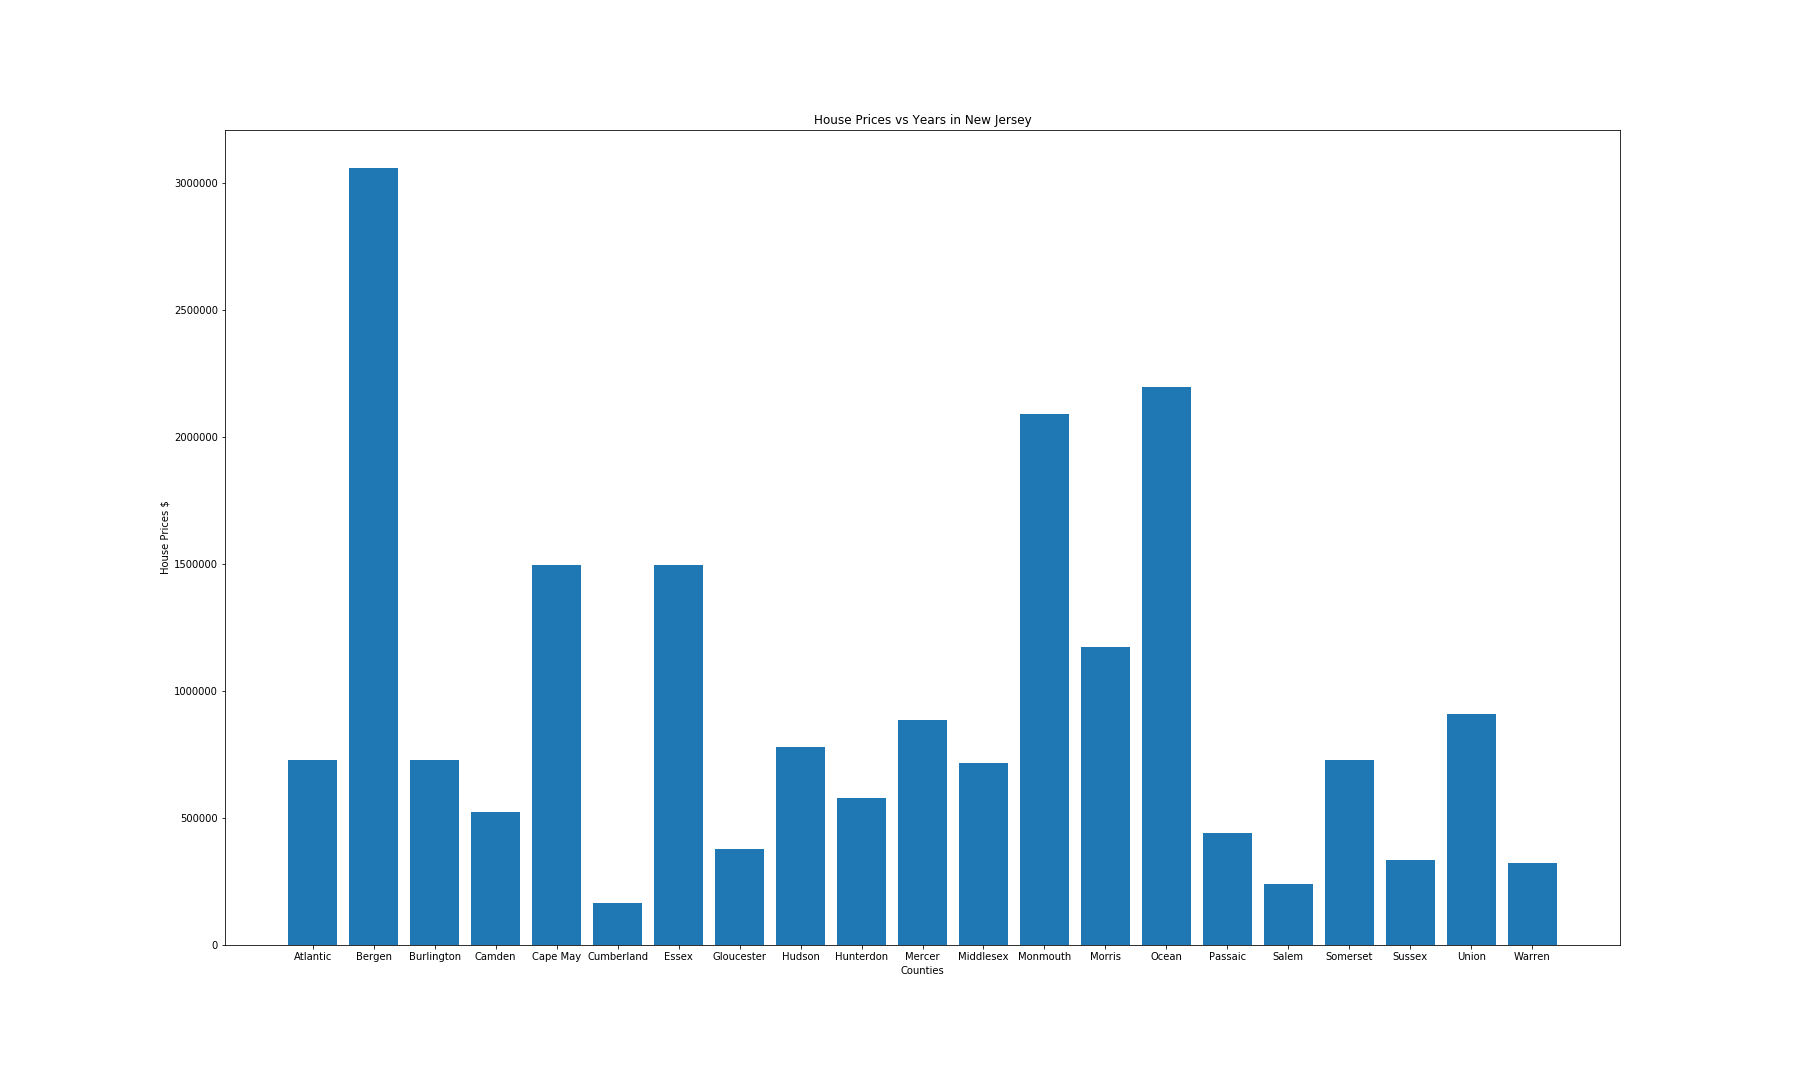 House Prices vs Years in New Jersey
House Prices $
3000000
2500000
2000000
1500000
1000000
500000
0
Atlantic Bergen Burlington Camden Cape May Cumberland Essex Gloucester Hudson Hunterdon Mercer Middlesex Monmouth Morris Ocean Passaic Salem Somerset Sussex Union Warren
Counties